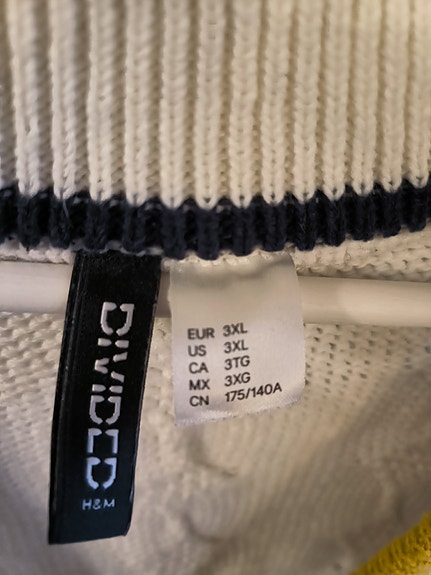 DIVIDED
H&M
EUR 3XL
US 3XL
CA 3TG
MX 3XG
CN 175/140A